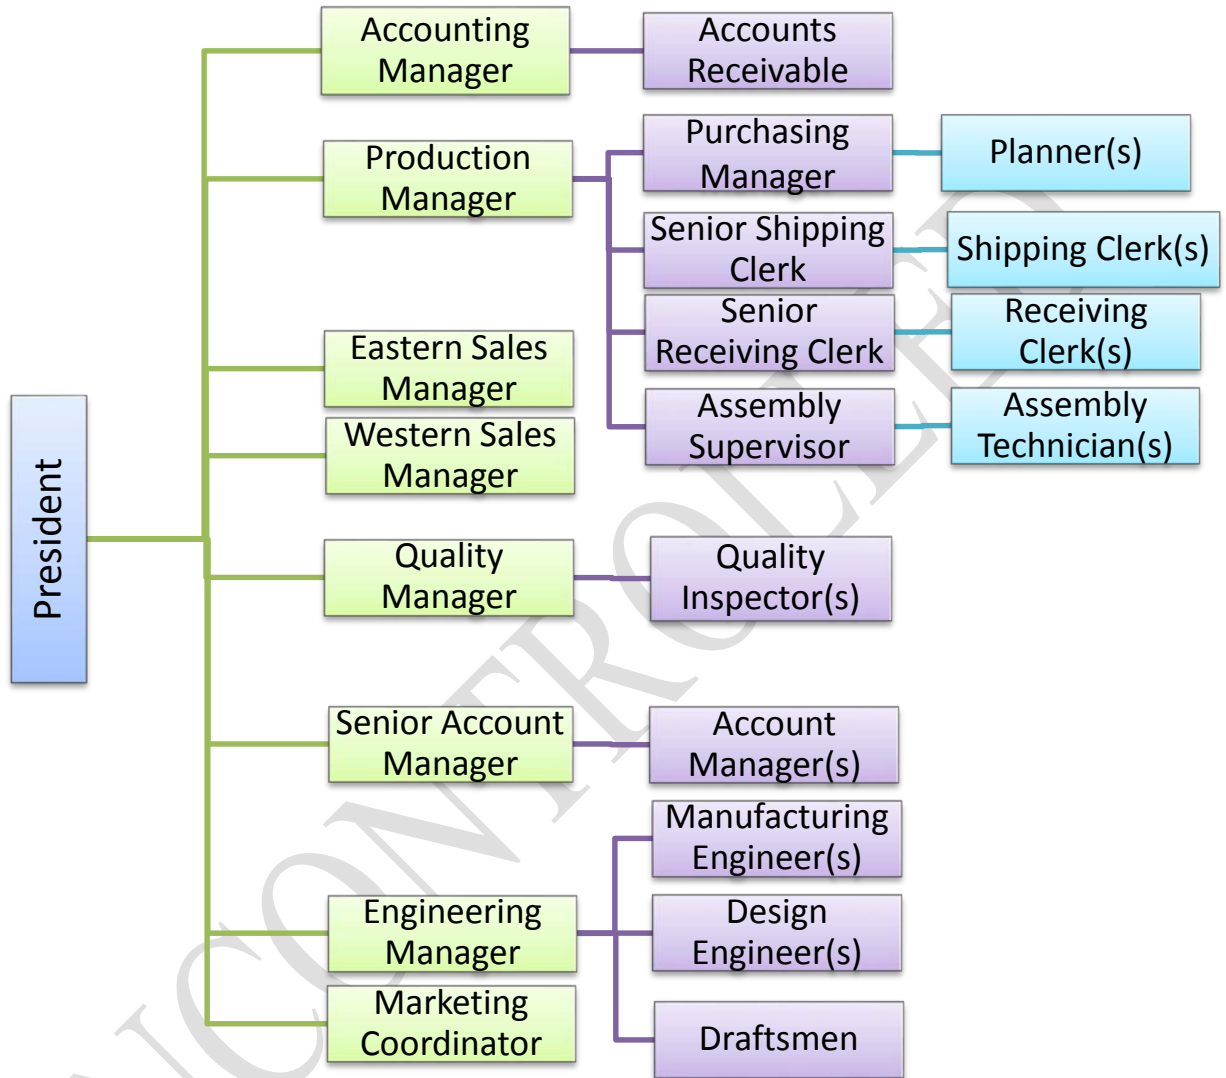 Accounting
Manager
Accounts
Receivable
Production
Manager
Purchasing
Manager
Planner(s)
Senior Shipping
Clerk
Shipping Clerk(s)
Senior
Receiving Clerk
Receiving
Clerk(s)
Assembly
Supervisor
Assembly
Technician(s)
Eastern Sales
Manager
Western Sales
Manager
President
Quality
Manager
Quality
Inspector(s)
Senior Account
Manager
Account
Manager(s)
Engineering
Manager
Manufacturing
Engineer(s)
Design
Engineer(s)
Draftsmen
Marketing
Coordinator
NCONTROLLED